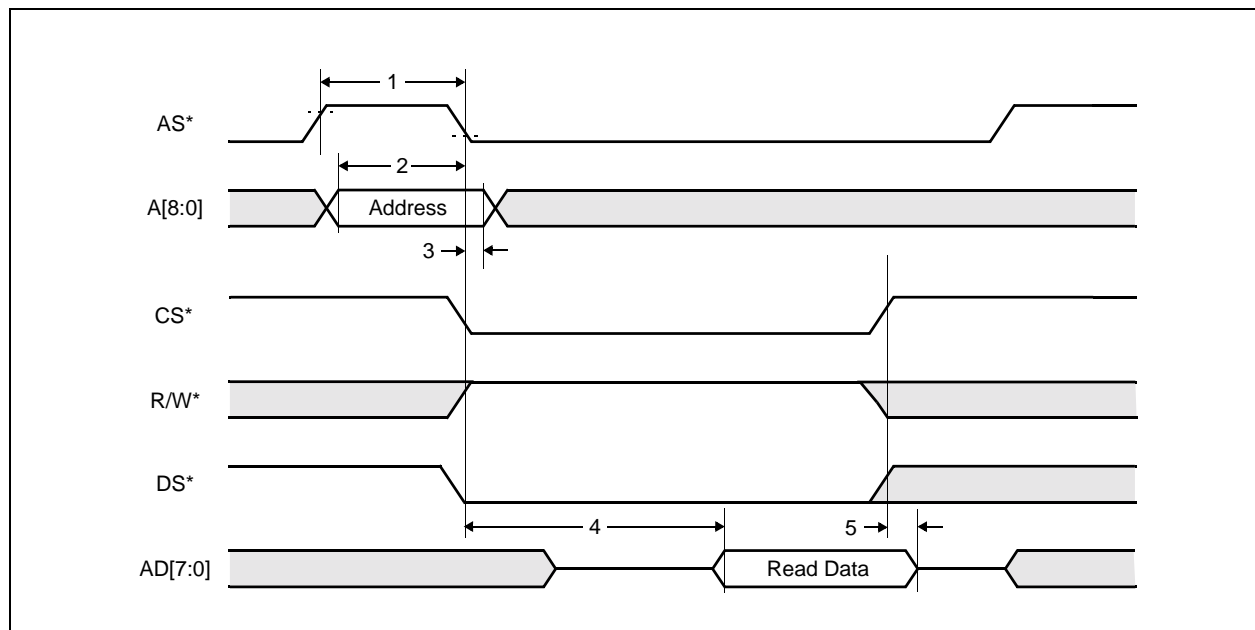 1
AS*
2
A[8:0] Address
3
CS*
R/W*
DS*
4 5
AD[7:0] Read Data